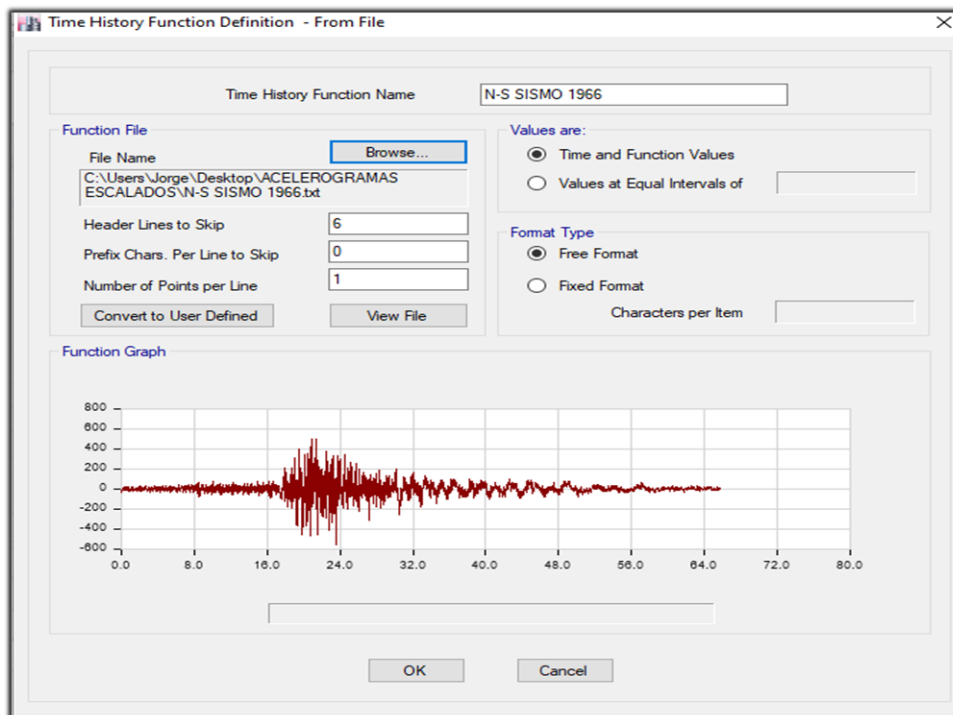 Time History Function Definition - From File
Time History Function Name
N-S SISMO 1966
Function File
File Name
Browse...
C:\Users\Jorge\Desktop\ACELEROGRAMAS
ESCALADOS\N-S SISMO 1966.txt
Header Lines to Skip
6
Prefix Chars. Per Line to Skip
0
Number of Points per Line
1
Convert to User Defined
View File
Values are:
Time and Function Values
Values at Equal Intervals of
Format Type
Free Format
Fixed Format
Characters per Item
Function Graph
800
600
400
200
0
-200
-400
-600
0.0 8.0 16.0 24.0 32.0 40.0 48.0 56.0 64.0 72.0 80.0
OK
Cancel